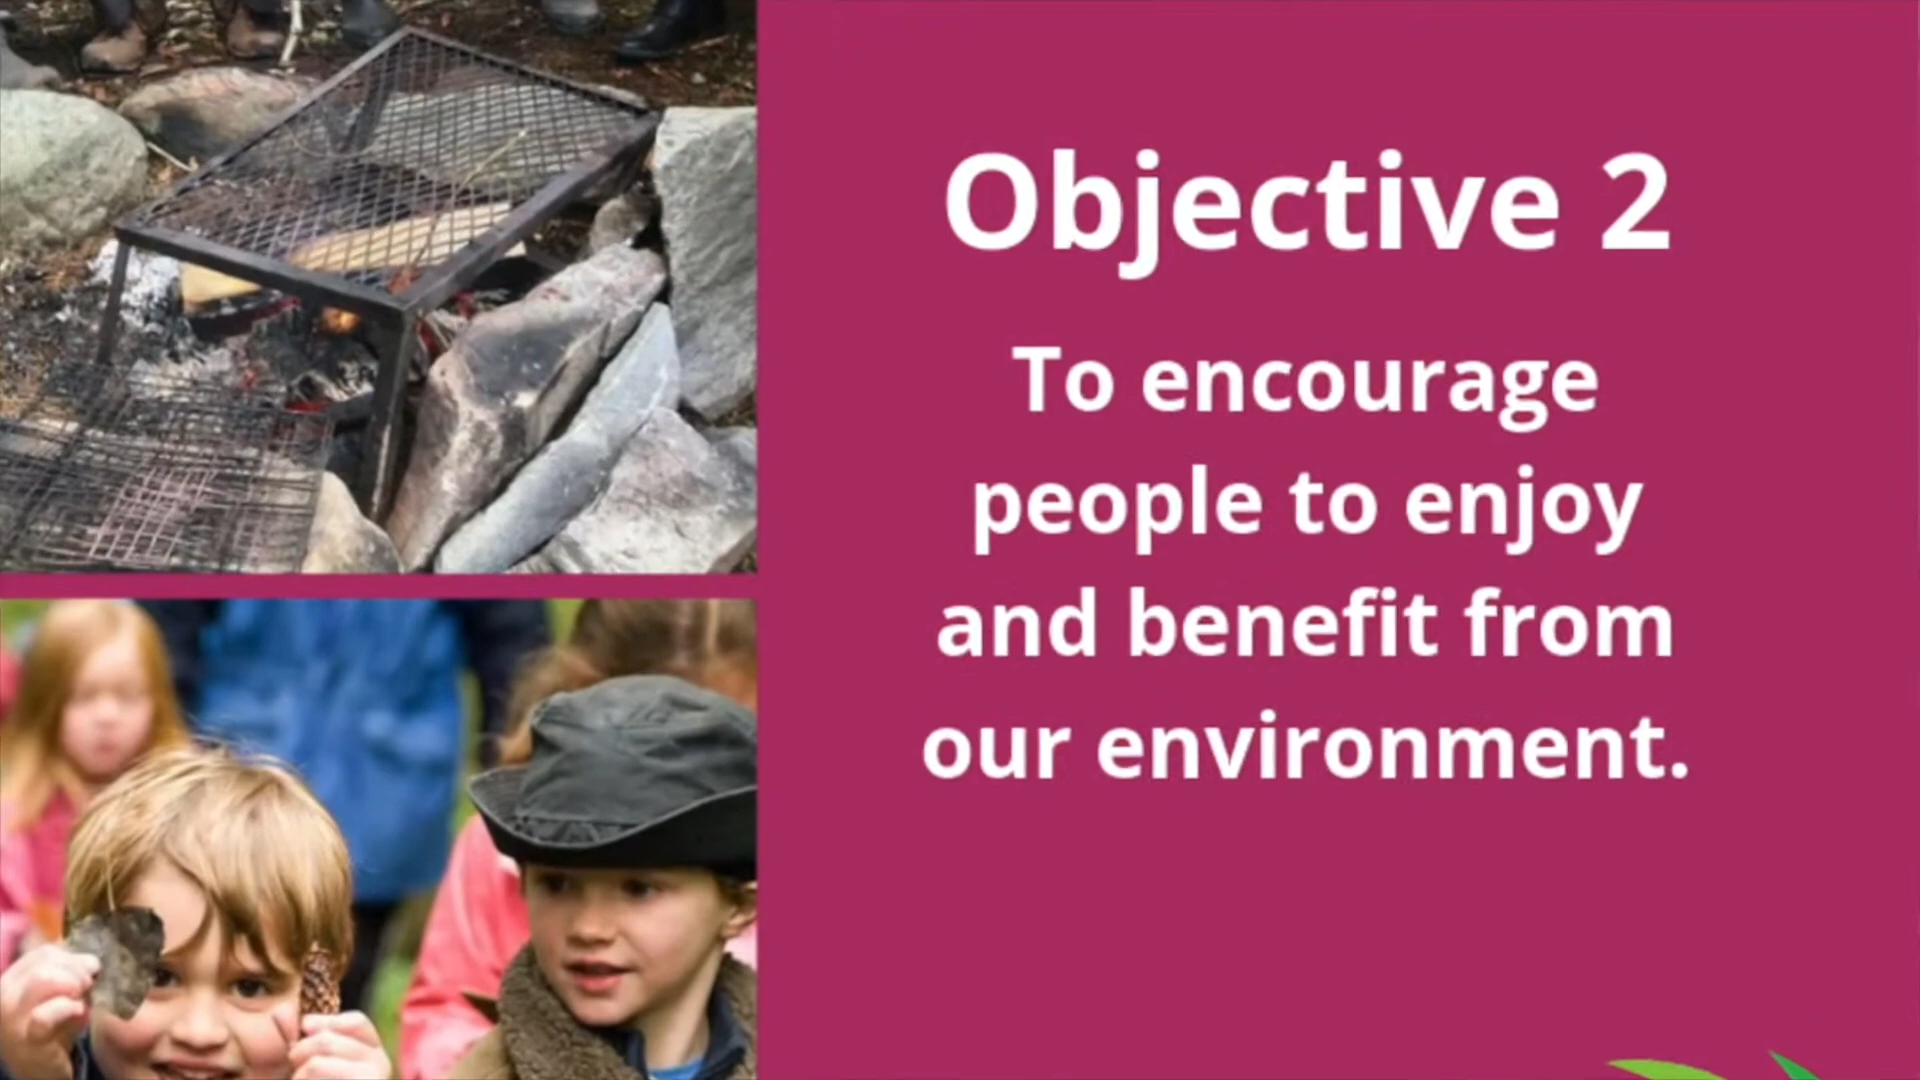 Objective 2
To encourage
people to enjoy
and benefit from
our environment.